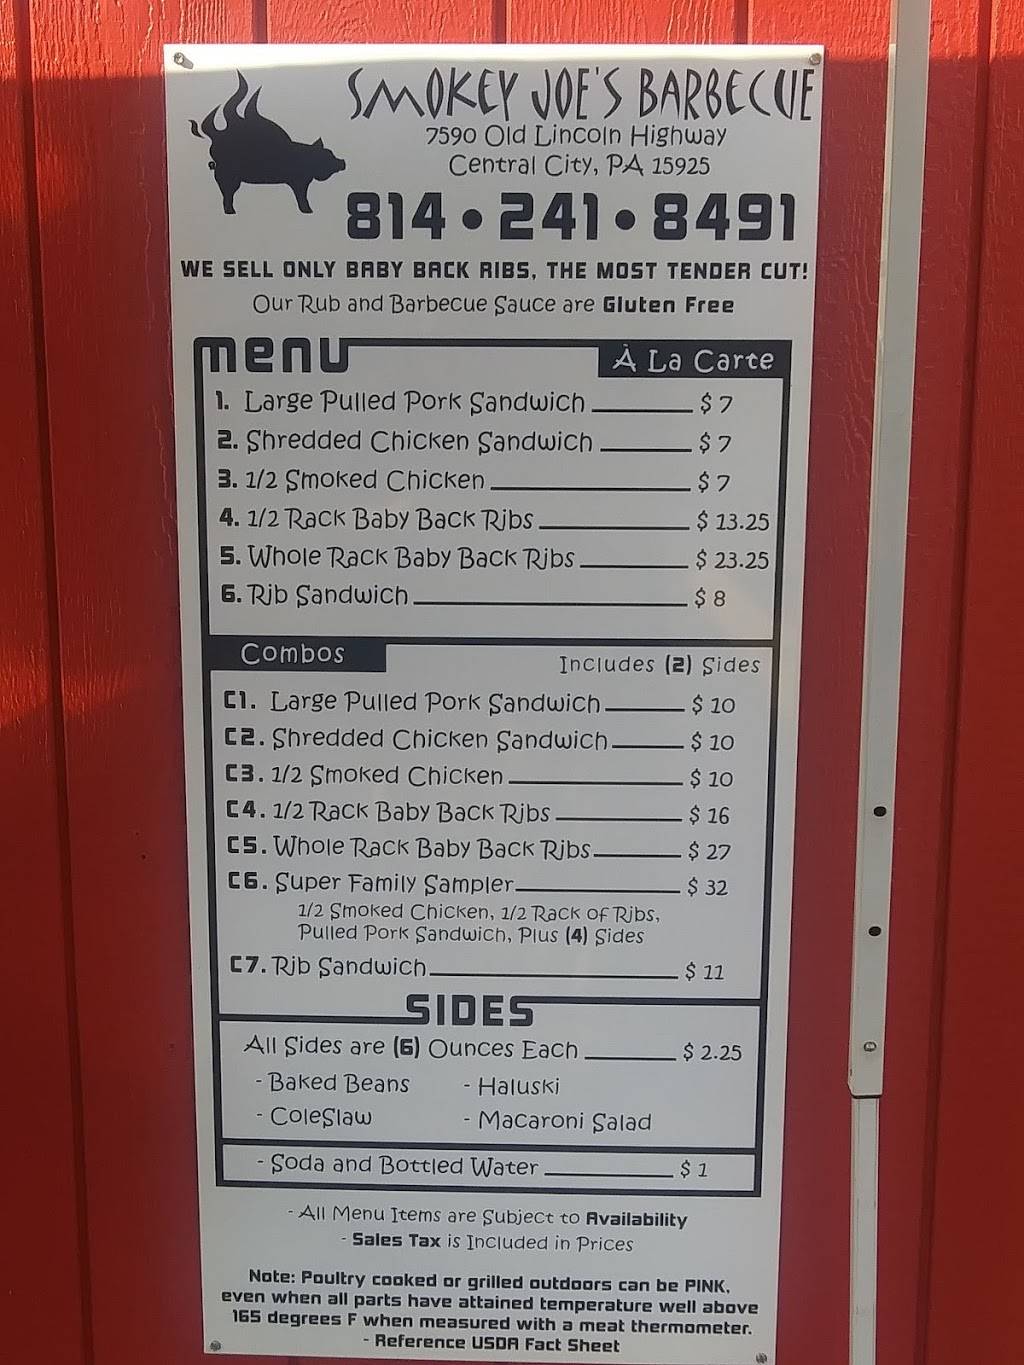 SMOKEY JOE'S BARBECUE
7590 Old Lincoln Highway
Central City, PA 15925
814•241•8491
WE SELL ONLY BABY BACK RIBS, THE MOST TENDER CUT!
Our Rub and Barbecue Sauce are Gluten Free
menu
À La Carte
1. Large Pulled Pork Sandwich $ 7
2. Shredded Chicken Sandwich $ 7
3. 1/2 Smoked Chicken $ 7
4. 1/2 Rack Baby Back Ribs $ 13.25
5. Whole Rack Baby Back Ribs $ 23.25
6. Rib Sandwich $ 8
Combos
Includes (2) Sides
C1. Large Pulled Pork Sandwich $ 10
C2. Shredded Chicken Sandwich $ 10
C3. 1/2 Smoked Chicken $ 10
C4. 1/2 Rack Baby Back Ribs $ 16
C5. Whole Rack Baby Back Ribs $ 27
C6. Super Family Sampler $ 32
1/2 Smoked Chicken, 1/2 Rack of Ribs,
Pulled Pork Sandwich, Plus (4) Sides
C7. Rib Sandwich $ 11
SIDES
All Sides are (6) Ounces Each $ 2.25
- Baked Beans - Haluski
- ColeSlaw - Macaroni Salad
- Soda and Bottled Water $ 1
- All Menu Items are Subject to Availability
- Sales Tax is Included in Prices
Note: Poultry cooked or grilled outdoors can be PINK,
even when all parts have attained temperature well above
165 degrees F when measured with a meat thermometer.
- Reference USDA Fact Sheet